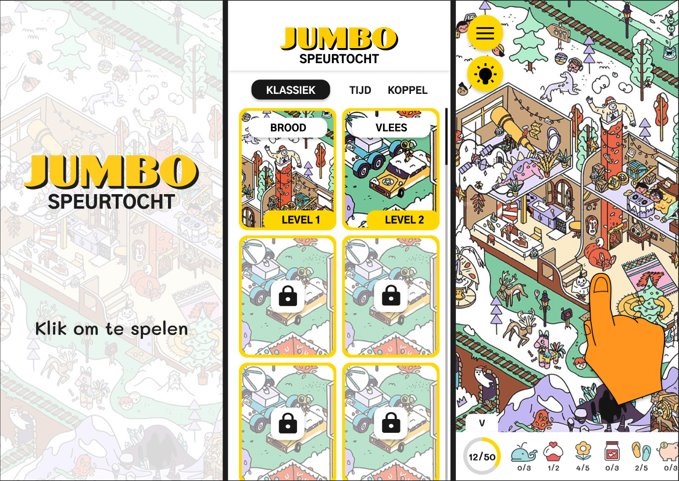 JUMBO
SPEURTOCHT
Klik om te spelen
JUMBO
SPEURTOCHT
KLASSIEK TIJD KOPPEL
BROOD VLEES
LEVEL 1 LEVEL 2
V
12/50
0/3 1/2 4/5 0/3 2/5 0/3